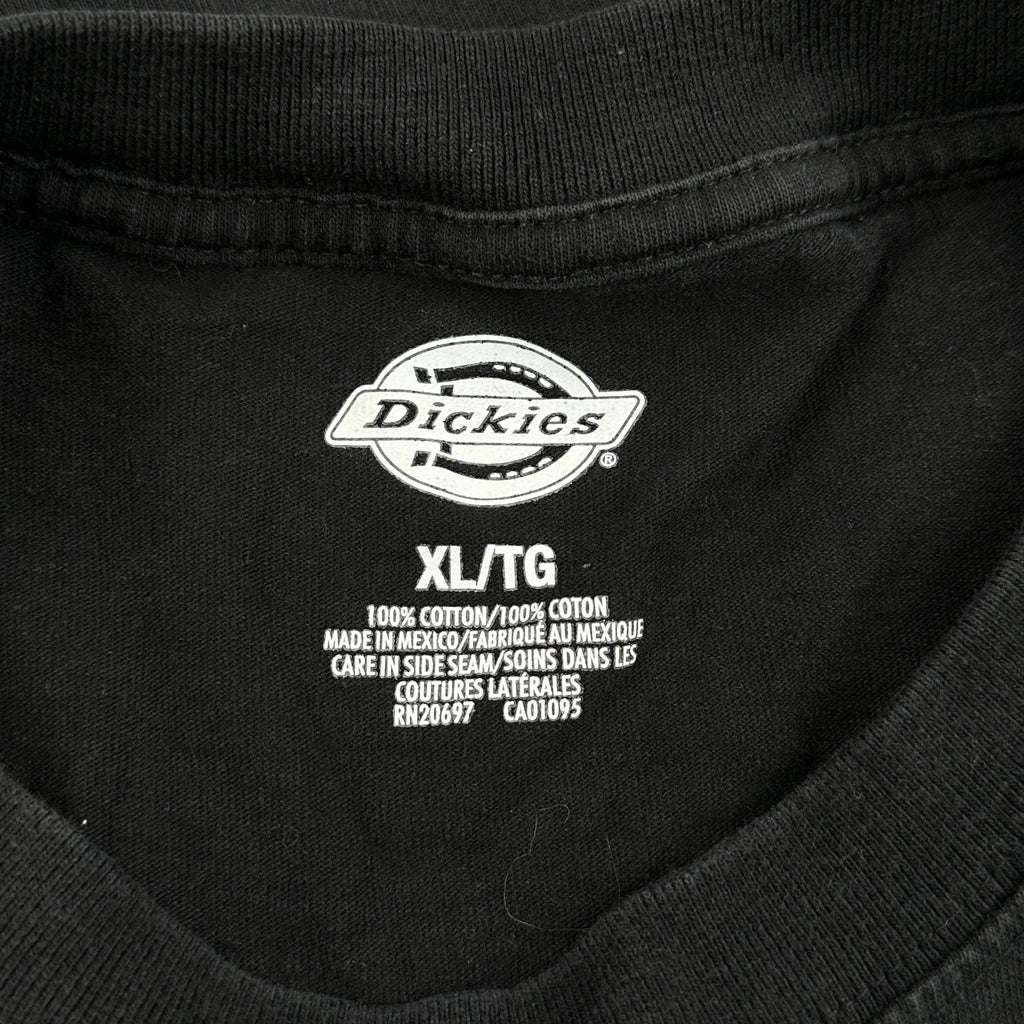 Dickies
®
XL/TG
100% COTTON/100% COTON
MADE IN MEXICO/FABRIQUÉ AU MEXIQUE
CARE IN SIDE SEAM/SOINS DANS LES
COUTURES LATÉRALES
RN20697 CA01095